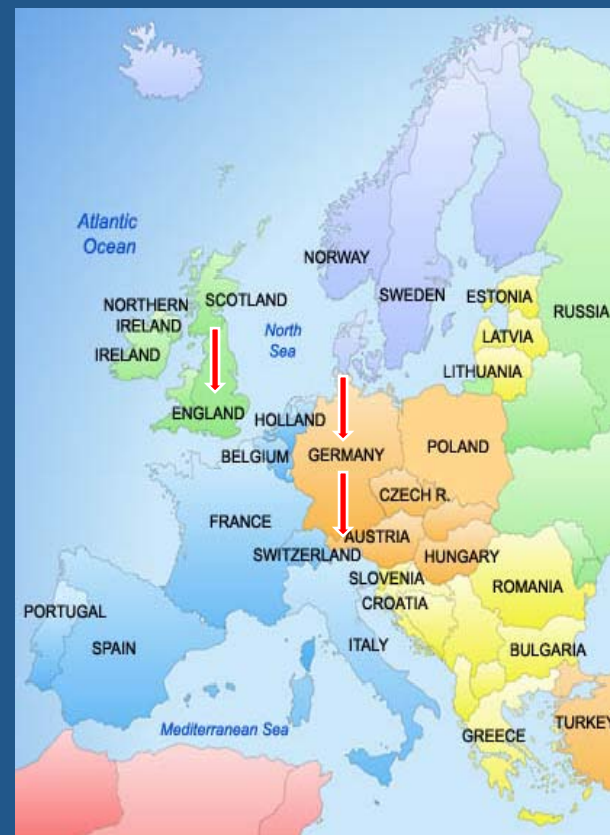 Atlantic
Ocean
NORWAY
SWEDEN
ESTONIA
RUSSIA
NORTHERN
IRELAND
SCOTLAND
North
Sea
LATVIA
IRELAND
LITHUANIA
ENGLAND
HOLLAND
BELGIUM
GERMANY
POLAND
CZECH R.
FRANCE
AUSTRIA
SWITZERLAND
HUNGARY
SLOVENIA
ROMANIA
CROATIA
PORTUGAL
SPAIN
ITALY
BULGARIA
Mediterranean Sea
GREECE
TURKEY